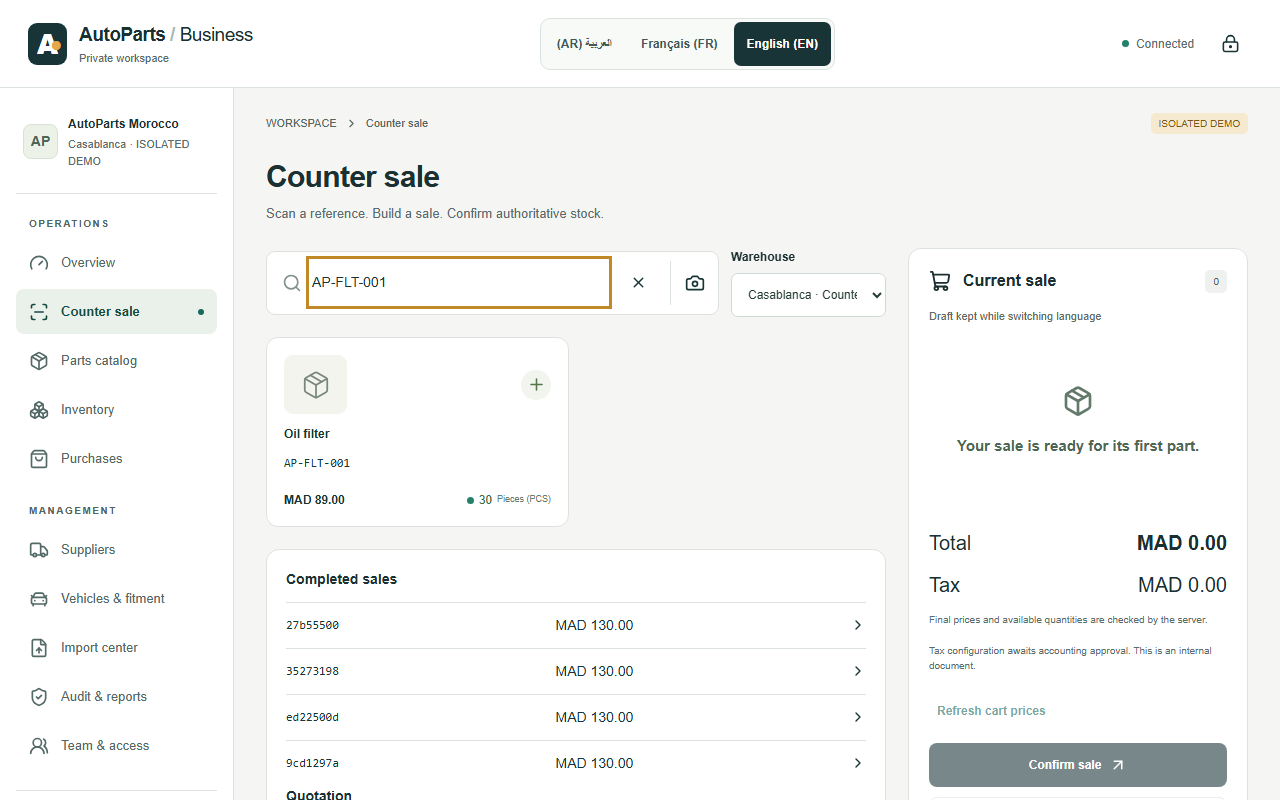 AutoParts / Business
Private workspace
العربية (AR)
Français (FR)
English (EN)
Connected
AP
AutoParts Morocco
Casablanca · ISOLATED
DEMO
OPERATIONS
Overview
Counter sale
Parts catalog
Inventory
Purchases
MANAGEMENT
Suppliers
Vehicles & fitment
Import center
Audit & reports
Team & access
WORKSPACE > Counter sale
ISOLATED DEMO
Counter sale
Scan a reference. Build a sale. Confirm authoritative stock.
AP-FLT-001
Warehouse
Casablanca · Counte
Oil filter
AP-FLT-001
MAD 89.00
30 Pieces (PCS)
Completed sales
27b55500 MAD 130.00
35273198 MAD 130.00
ed22500d MAD 130.00
9cd1297a MAD 130.00
Quotation
Current sale
0
Draft kept while switching language
Your sale is ready for its first part.
Total MAD 0.00
Tax MAD 0.00
Final prices and available quantities are checked by the server.
Tax configuration awaits accounting approval. This is an internal
document.
Refresh cart prices
Confirm sale